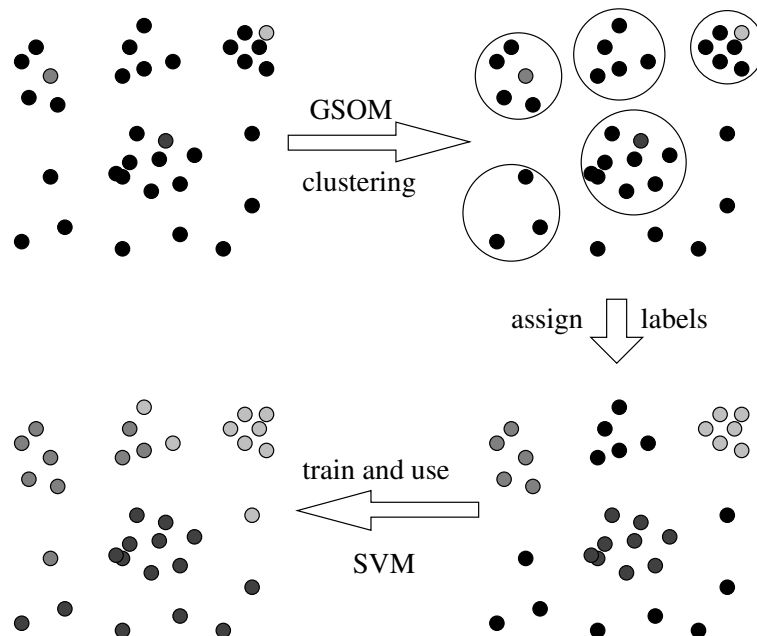 GSOM
clustering
assign labels
train and use
SVM